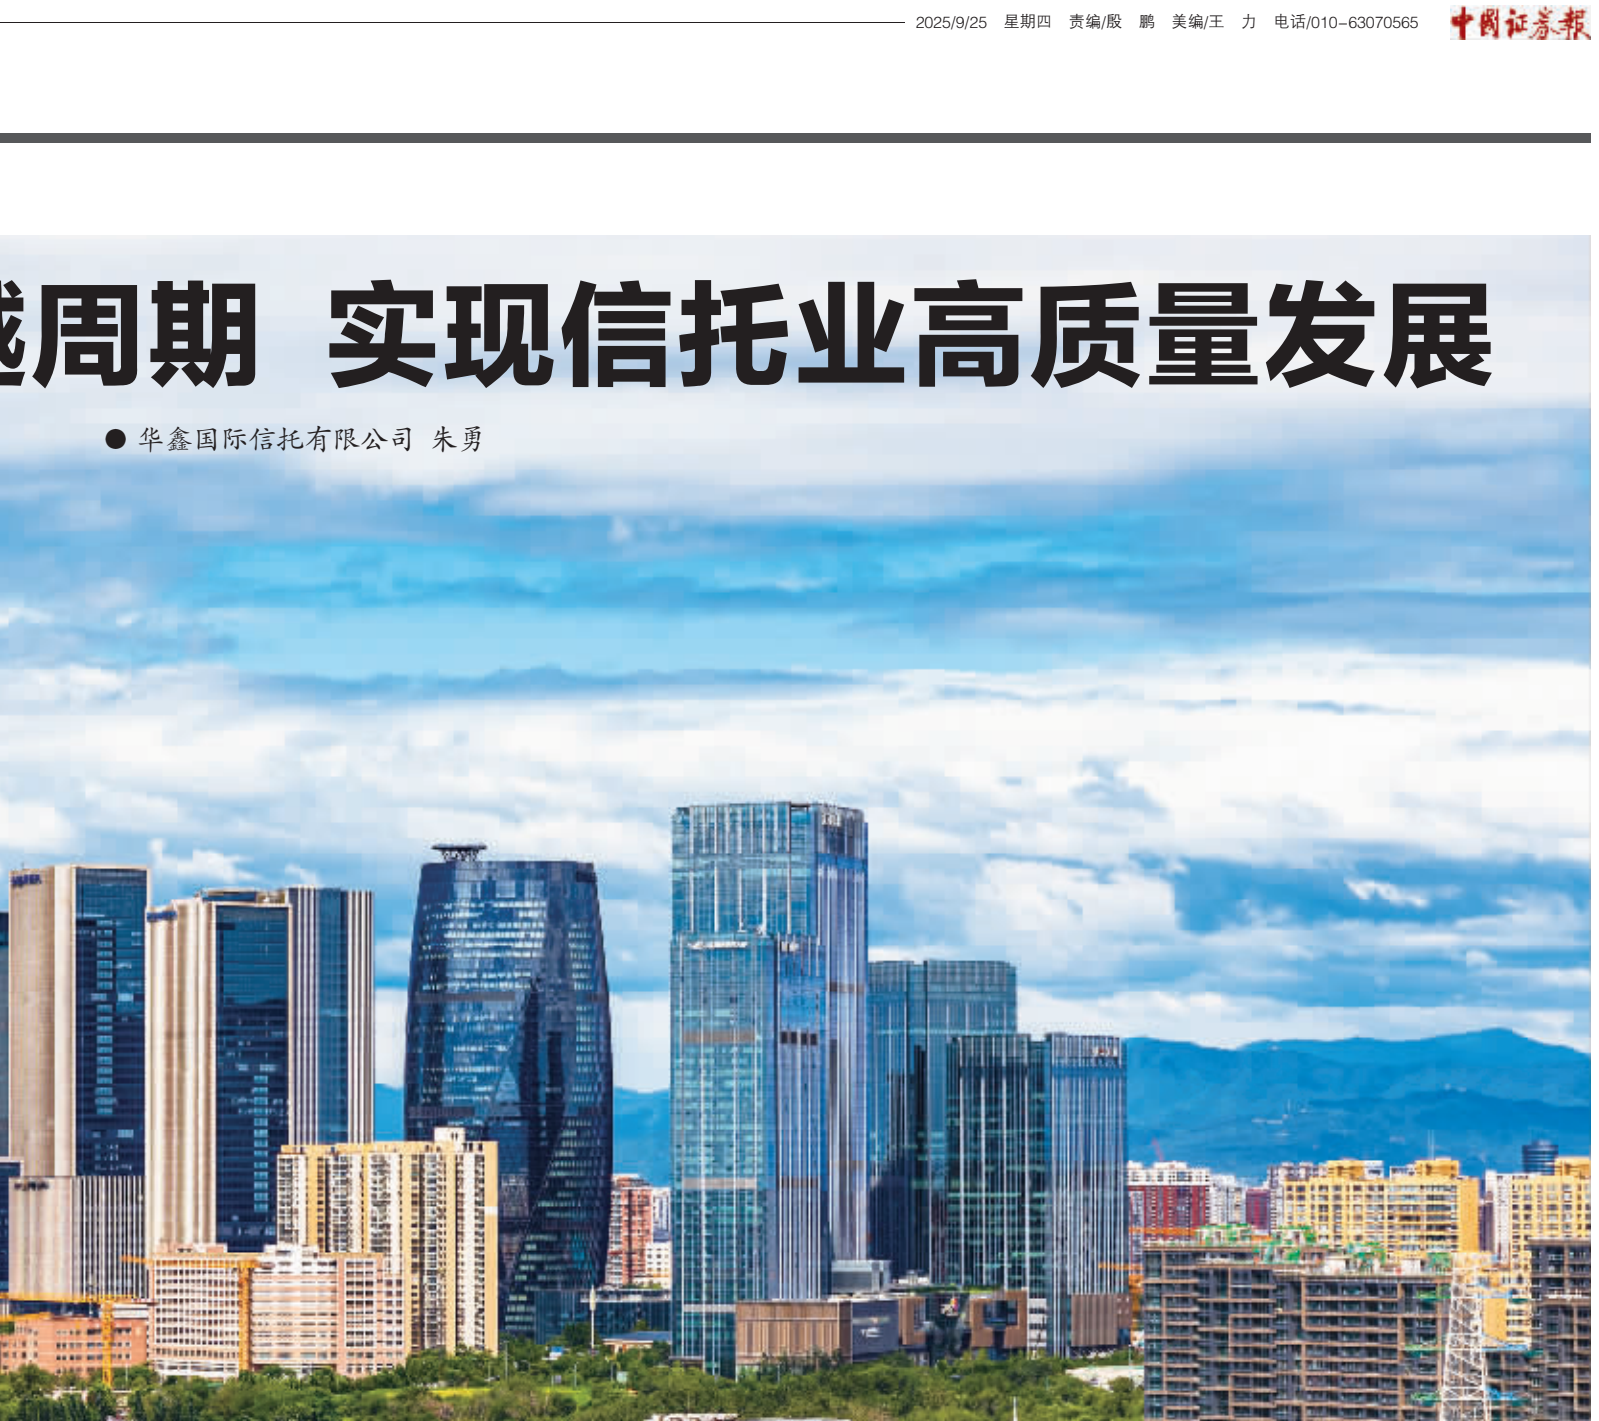 2025/9/25 星期四 责编/殷 鹏 美编/王 力 电话/010-63070565
中國证券报
越周期 实现信托业高质量发展
● 华鑫国际信托有限公司 朱勇